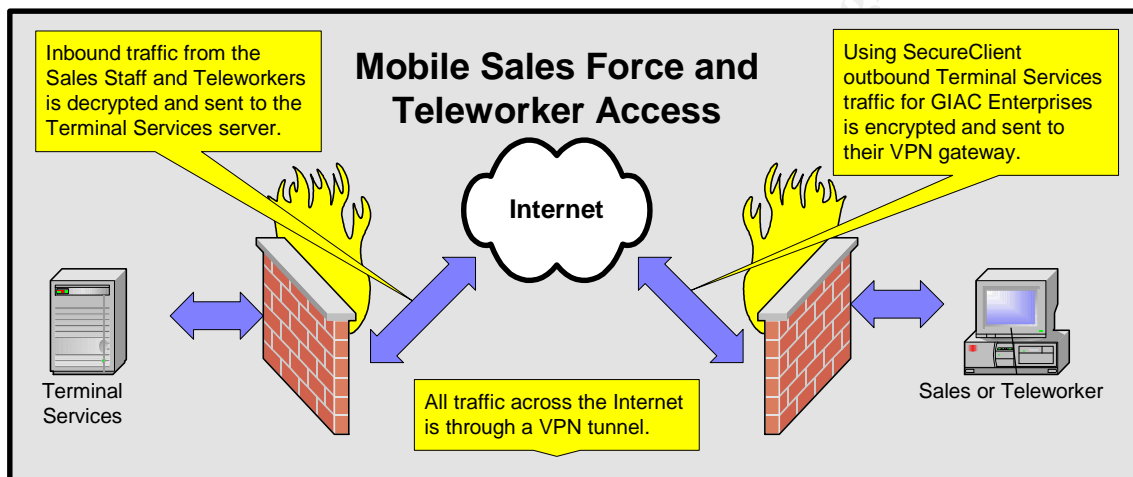 Mobile Sales Force and
Teleworker Access
Inbound traffic from the
Sales Staff and Teleworkers
is decrypted and sent to the
Terminal Services server.
Using SecureClient
outbound Terminal Services
traffic for GIAC Enterprises
is encrypted and sent to
their VPN gateway.
Internet
Terminal
Services
Sales or Teleworker
All traffic across the Internet
is through a VPN tunnel.